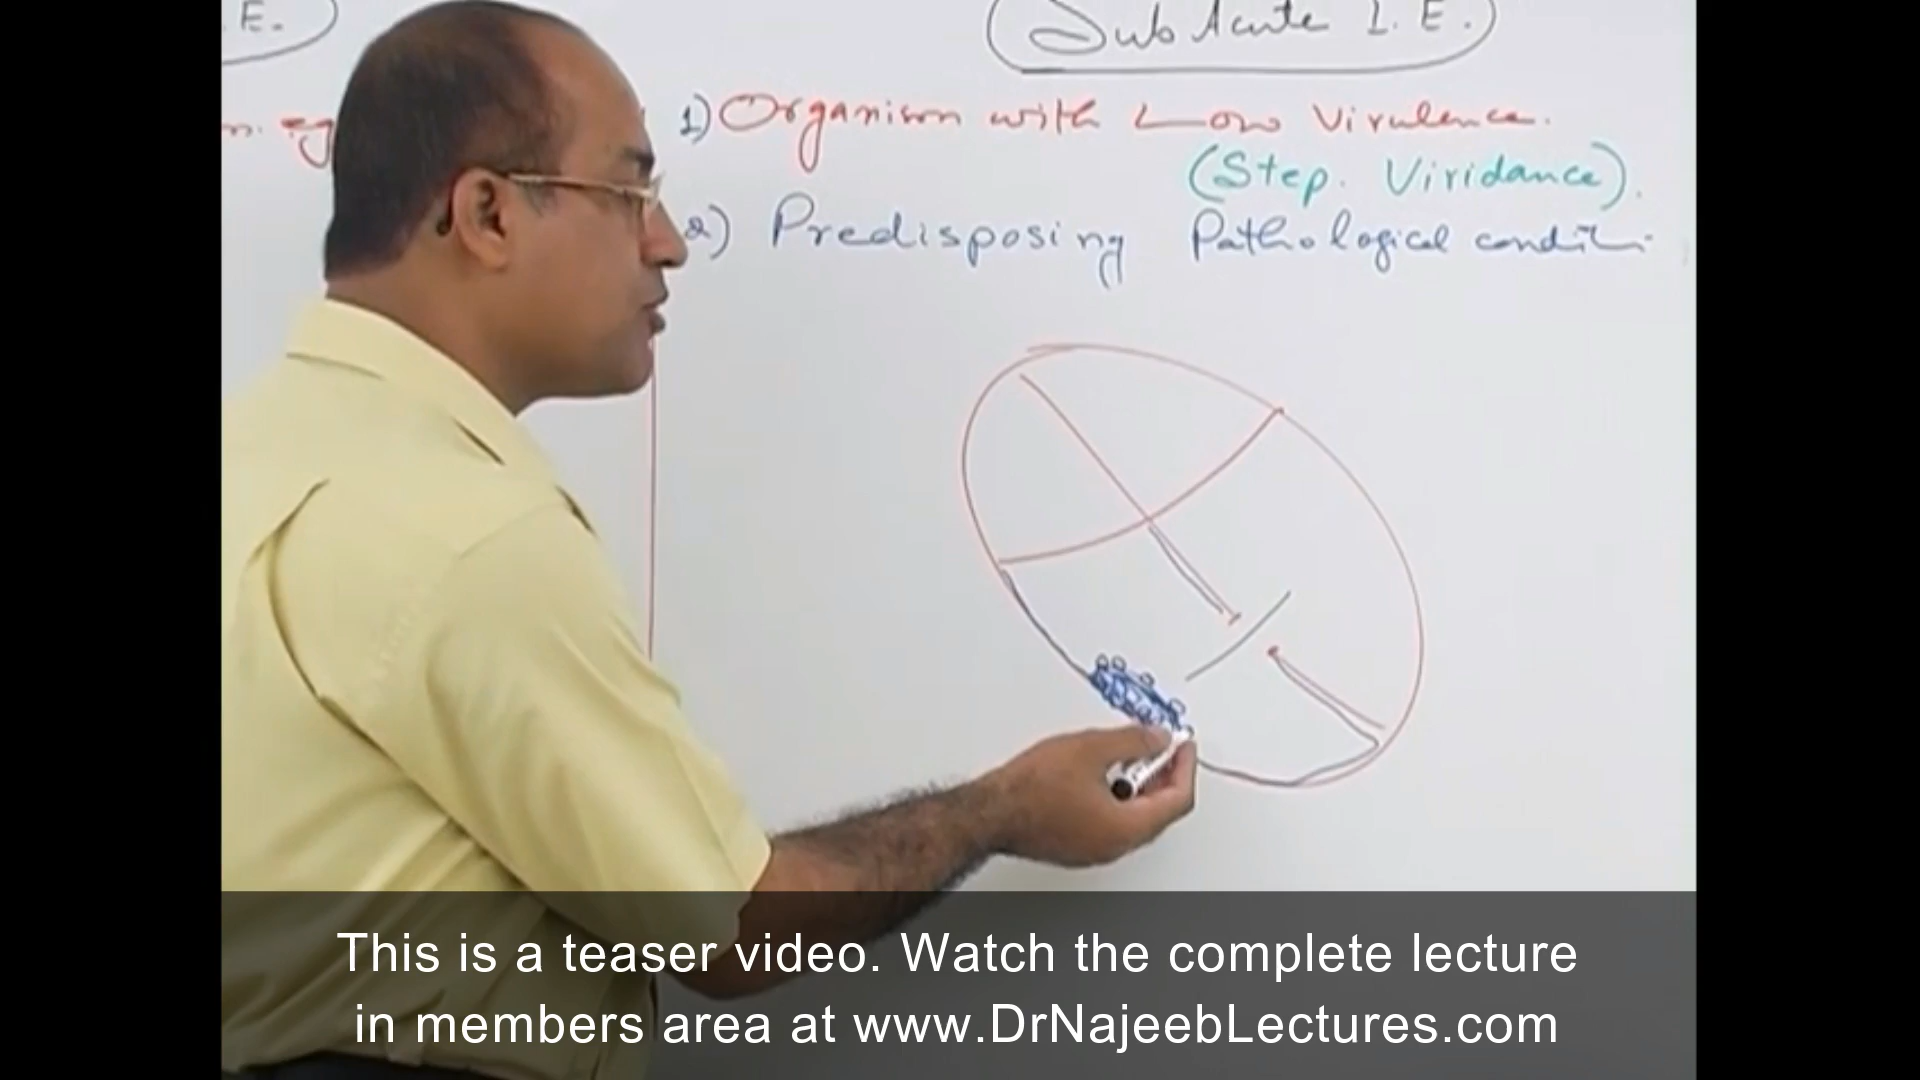 .E.
Sub Acute I.E.
n. eg
1) Organism with Low Virulence.
(Step. Viridance).
2) Predisposing Pathological conditi
This is a teaser video. Watch the complete lecture
in members area at www.DrNajeebLectures.com